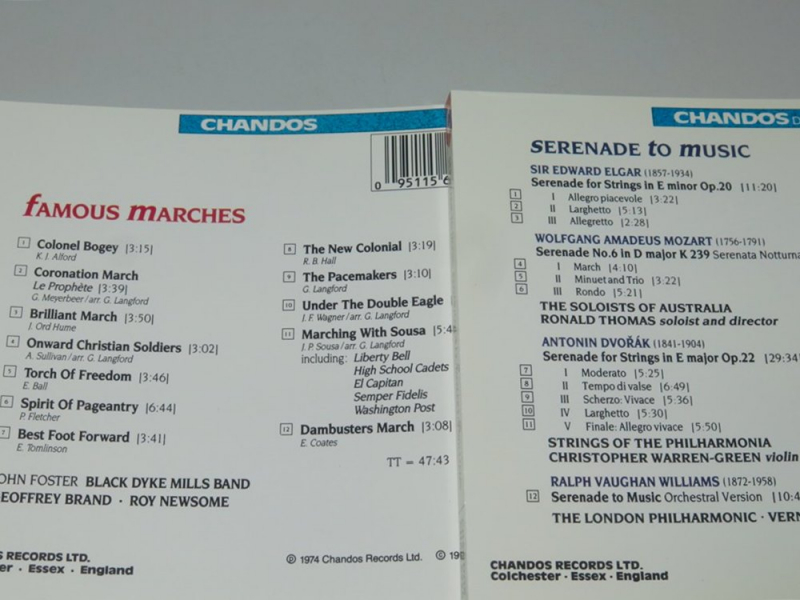 CHANDOS
0 95115 6
fAMOUS mARCHES
1 Colonel Bogey [3:15]
K. J. Alford
2 Coronation March
Le Prophète [3:39]
G. Meyerbeer/arr. G. Langford
3 Brilliant March [3:50]
J. Ord Hume
4 Onward Christian Soldiers [3:02]
A. Sullivan/arr. G. Langford
5 Torch Of Freedom [3:46]
E. Ball
6 Spirit Of Pageantry [6:44]
P. Fletcher
7 Best Foot Forward [3:41]
E. Tomlinson
8 The New Colonial [3:19]
R. B. Hall
9 The Pacemakers [3:10]
G. Langford
10 Under The Double Eagle
J. F. Wagner/arr. G. Langford
11 Marching With Sousa [5:4
J. P. Sousa/arr. G. Langford
including: Liberty Bell
High School Cadets
El Capitan
Semper Fidelis
Washington Post
12 Dambusters March [3:08]
E. Coates
TT = 47:43
OHN FOSTER BLACK DYKE MILLS BAND
EOFFREY BRAND · ROY NEWSOME
S RECORDS LTD.
er · Essex · England
℗ 1974 Chandos Records Ltd. © 19
CHANDOS D
sERENADE tO mUSIC
SIR EDWARD ELGAR (1857-1934)
Serenade for Strings in E minor Op.20 [11:20]
1 I Allegro piacevole [3:22]
2 II Larghetto [5:13]
3 III Allegretto [2:28]
WOLFGANG AMADEUS MOZART (1756-1791)
Serenade No.6 in D major K 239 Serenata Notturna
4 I March [4:10]
5 II Minuet and Trio [3:22]
6 III Rondo [5:21]
THE SOLOISTS OF AUSTRALIA
RONALD THOMAS soloist and director
ANTONIN DVOŘÁK (1841-1904)
Serenade for Strings in E major Op.22 [29:34
7 I Moderato [5:25]
8 II Tempo di valse [6:49]
9 III Scherzo: Vivace [5:36]
10 IV Larghetto [5:30]
11 V Finale: Allegro vivace [5:50]
STRINGS OF THE PHILHARMONIA
CHRISTOPHER WARREN-GREEN violin
RALPH VAUGHAN WILLIAMS (1872-1958)
12 Serenade to Music Orchestral Version [10:4
THE LONDON PHILHARMONIC · VERN
CHANDOS RECORDS LTD.
Colchester · Essex · England